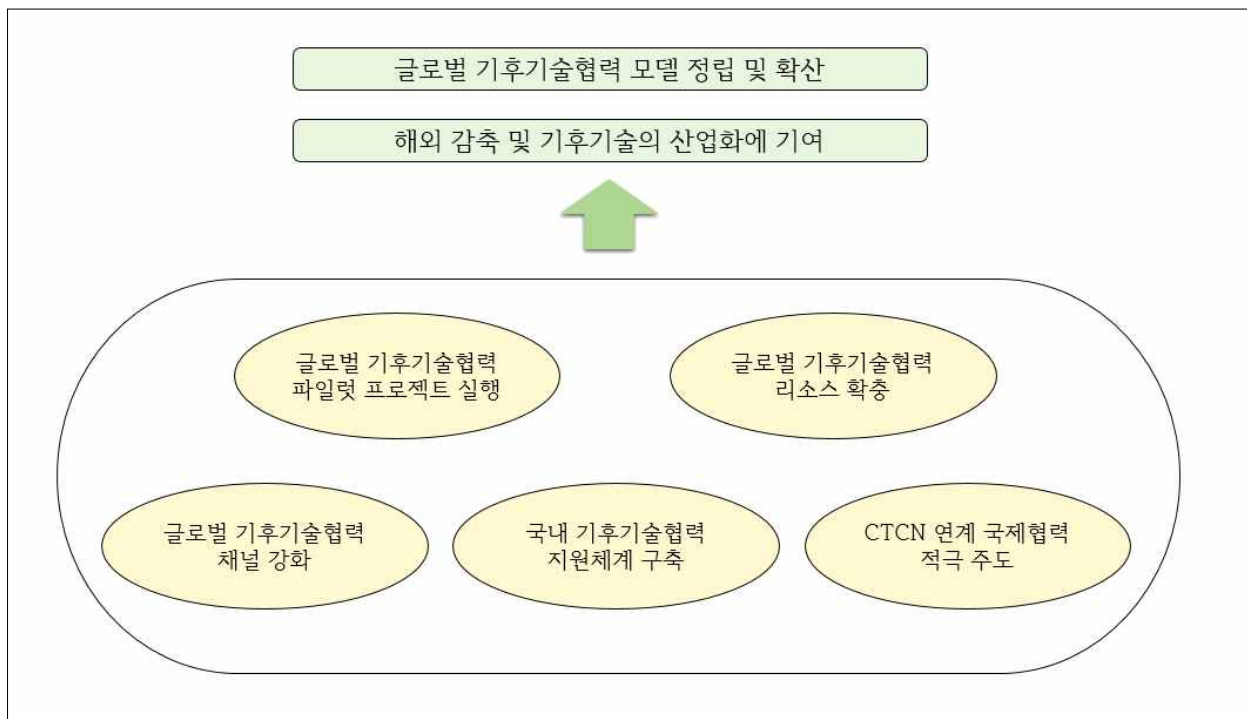 글로벌 기후기술협력 모델 정립 및 확산
해외 감축 및 기후기술의 산업화에 기여
글로벌 기후기술협력
파일럿 프로젝트 실행
글로벌 기후기술협력
리소스 확충
글로벌 기후기술협력
채널 강화
국내 기후기술협력
지원체계 구축
CTCN 연계 국제협력
적극 주도